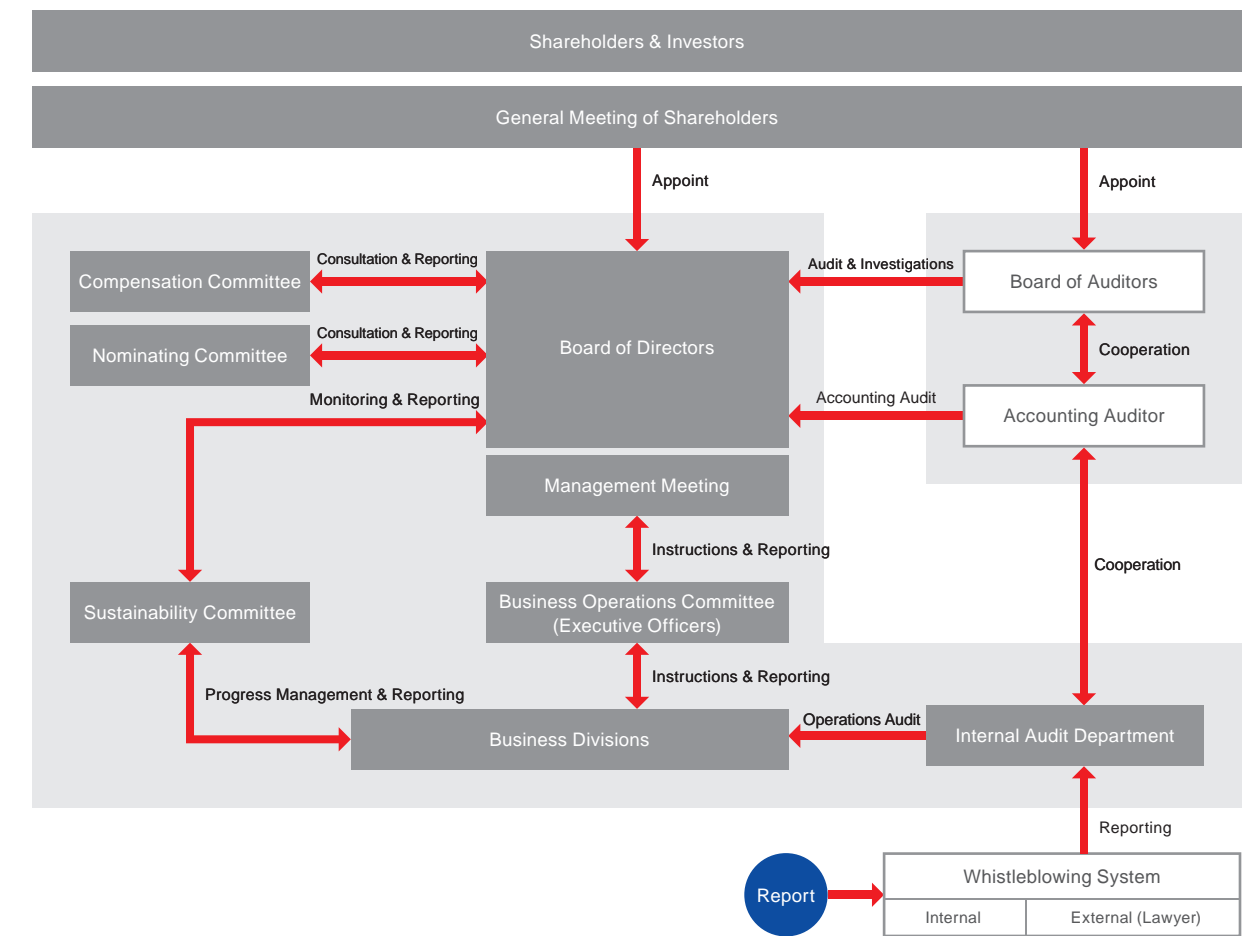 Shareholders & Investors
General Meeting of Shareholders
Appoint
Appoint
Compensation Committee
Consultation & Reporting
Nominating Committee
Consultation & Reporting
Board of Directors
Audit & Investigations
Board of Auditors
Cooperation
Monitoring & Reporting
Accounting Audit
Accounting Auditor
Management Meeting
Instructions & Reporting
Cooperation
Sustainability Committee
Business Operations Committee
(Executive Officers)
Progress Management & Reporting
Instructions & Reporting
Business Divisions
Operations Audit
Internal Audit Department
Reporting
Report
Whistleblowing System
Internal
External (Lawyer)